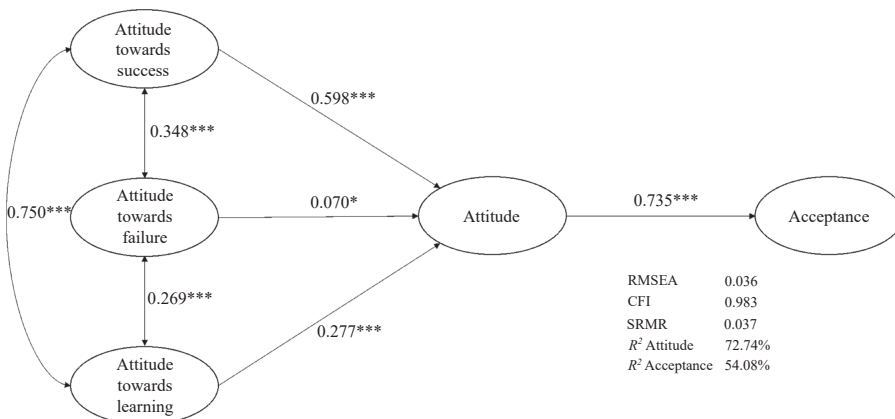 Attitude
towards
success
0.598***
0.348***
0.750***
Attitude
towards
failure
0.070*
Attitude
0.735***
Acceptance
0.269***
0.277***
Attitude
towards
learning
RMSEA 0.036
CFI 0.983
SRMR 0.037
R² Attitude 72.74%
R² Acceptance 54.08%